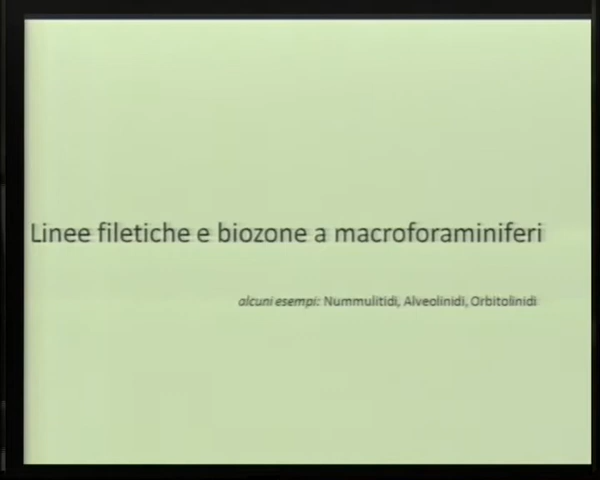 Linee filetiche e biozone a macroforaminiferi
alcuni esempi: Nummulitidi, Alveolinidi, Orbitolinidi